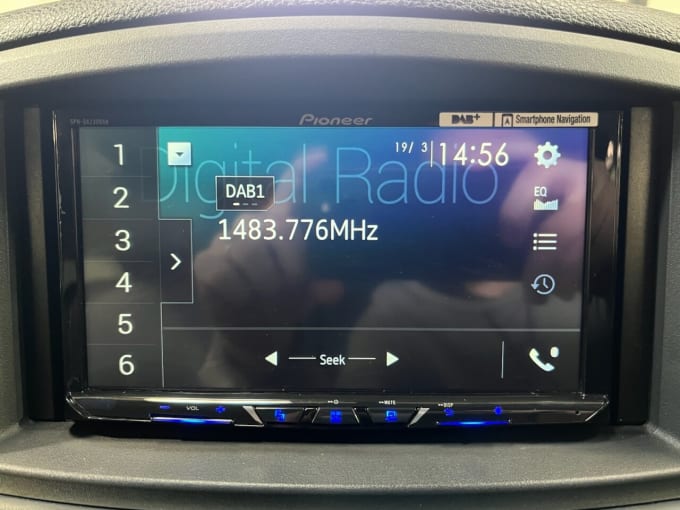 Pioneer
DAB+
Smartphone Navigation
1
2
3
4
5
6
Digital Radio
19/ 3
14:56
DAB1
1483.776MHz
EQ
Seek
VOL
MUTE
DISP